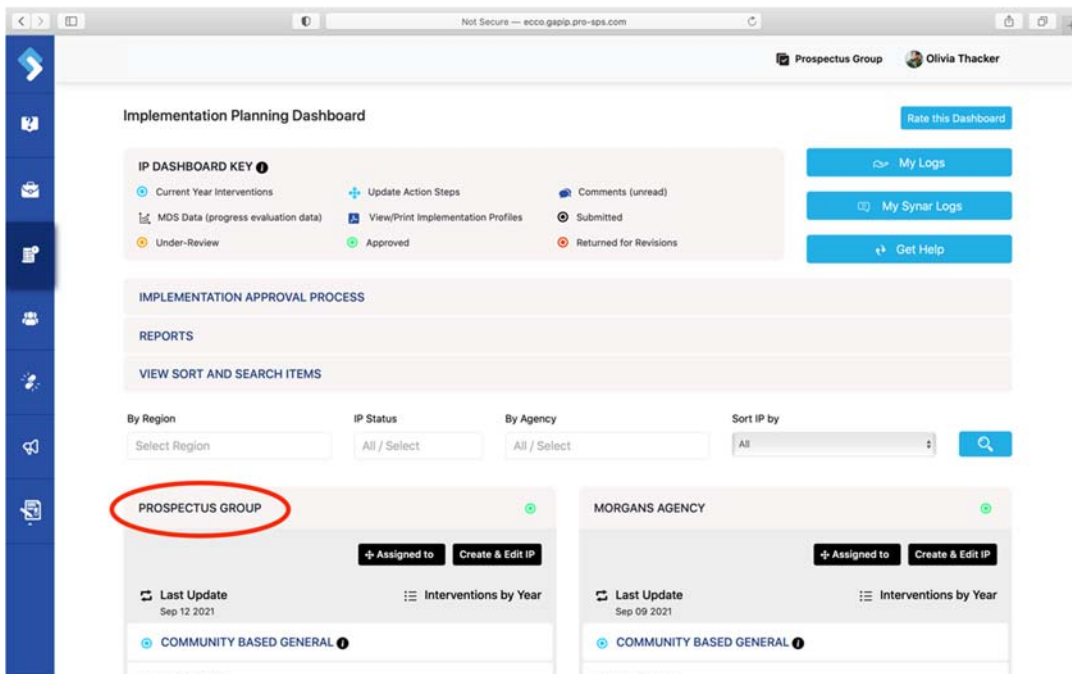 Not Secure — ecco.gapip.pro-sps.com
Prospectus Group Olivia Thacker
Implementation Planning Dashboard
Rate this Dashboard
IP DASHBOARD KEY
Current Year Interventions Update Action Steps Comments (unread)
MDS Data (progress evaluation data) View/Print Implementation Profiles Submitted
Under-Review Approved Returned for Revisions
My Logs
My Synar Logs
Get Help
IMPLEMENTATION APPROVAL PROCESS
REPORTS
VIEW SORT AND SEARCH ITEMS
By Region IP Status By Agency Sort IP by
Select Region All / Select All / Select All
PROSPECTUS GROUP
Assigned to Create & Edit IP
Last Update Interventions by Year
Sep 12 2021
COMMUNITY BASED GENERAL
MORGANS AGENCY
Assigned to Create & Edit IP
Last Update Interventions by Year
Sep 09 2021
COMMUNITY BASED GENERAL